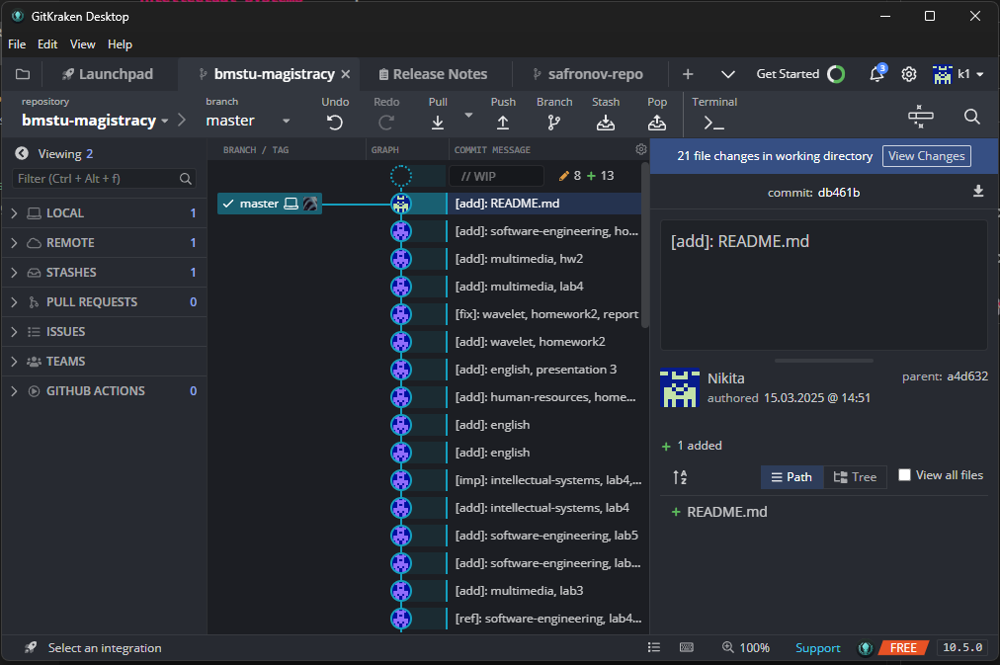 GitKraken Desktop
File Edit View Help
Launchpad bmstu-magistracy Release Notes safronov-repo Get Started 3 k1
repository branch Undo Redo Pull Push Branch Stash Pop Terminal
bmstu-magistracy master
Viewing 2
Filter (Ctrl + Alt + f)
LOCAL 1
REMOTE 1
STASHES 1
PULL REQUESTS 0
ISSUES
TEAMS
GITHUB ACTIONS 0
BRANCH / TAG GRAPH COMMIT MESSAGE
// WIP 8 + 13
master [add]: README.md
[add]: software-engineering, ho...
[add]: multimedia, hw2
[add]: multimedia, lab4
[fix]: wavelet, homework2, report
[add]: wavelet, homework2
[add]: english, presentation 3
[add]: human-resources, home...
[add]: english
[add]: english
[imp]: intellectual-systems, lab4,...
[add]: intellectual-systems, lab4
[add]: software-engineering, lab5
[add]: software-engineering, lab...
[add]: multimedia, lab3
[ref]: software-engineering, lab4...
21 file changes in working directory View Changes
commit: db461b
[add]: README.md
Nikita parent: a4d632
authored 15.03.2025 @ 14:51
+ 1 added
Path Tree View all files
+ README.md
Select an integration 100% Support FREE 10.5.0